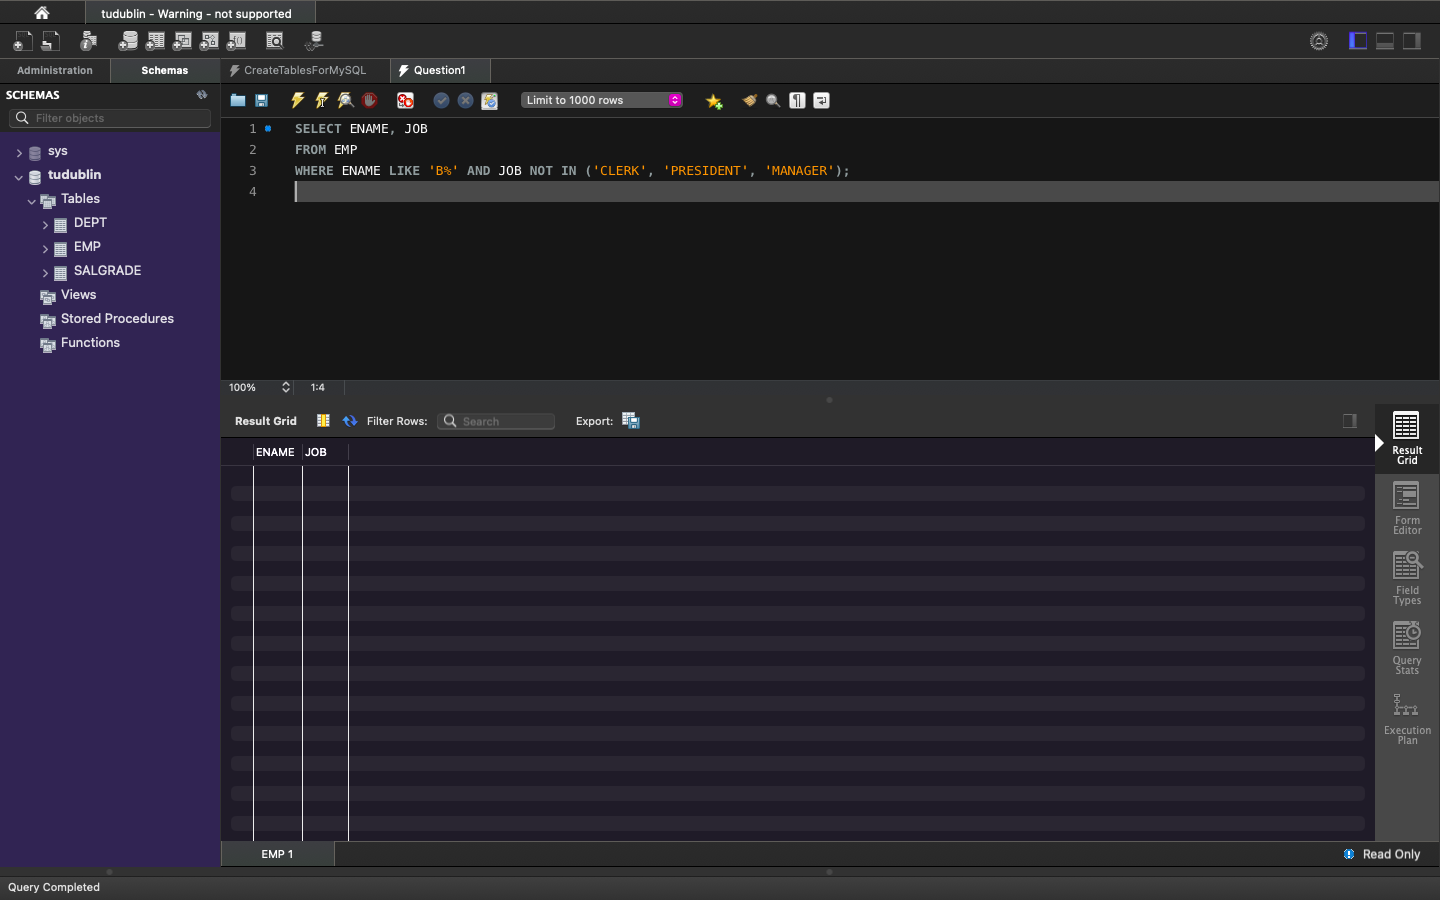 tudublin - Warning - not supported
Administration
Schemas
CreateTablesForMySQL
Question1
SCHEMAS
Filter objects
Limit to 1000 rows
sys
tudublin
Tables
DEPT
EMP
SALGRADE
Views
Stored Procedures
Functions
1 SELECT ENAME, JOB
2 FROM EMP
3 WHERE ENAME LIKE 'B%' AND JOB NOT IN ('CLERK', 'PRESIDENT', 'MANAGER');
4
100% 1:4
Result Grid Filter Rows: Search Export:
ENAME JOB
Result
Grid
Form
Editor
Field
Types
Query
Stats
Execution
Plan
EMP 1
Read Only
Query Completed